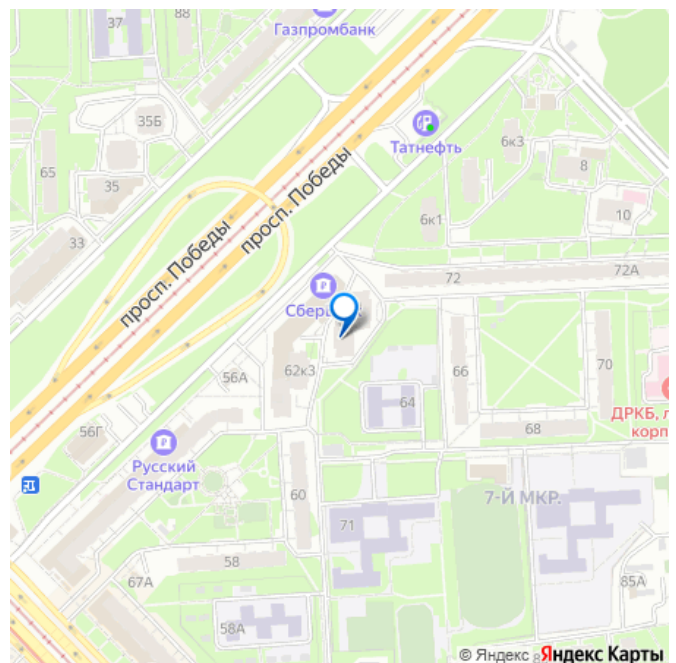 88
37
Газпромбанк
35Б
Татнефть
6к3
65
35
8
просп. Победы
просп. Победы
6к1
10
33
72
72А
Сбер
66
70
56А
62к3
64
ДРКБ, л
корп
68
56Г
Русский
Стандарт
60
7-Й МКР.
71
58
67А
85А
58А
© Яндекс
Яндекс Карты